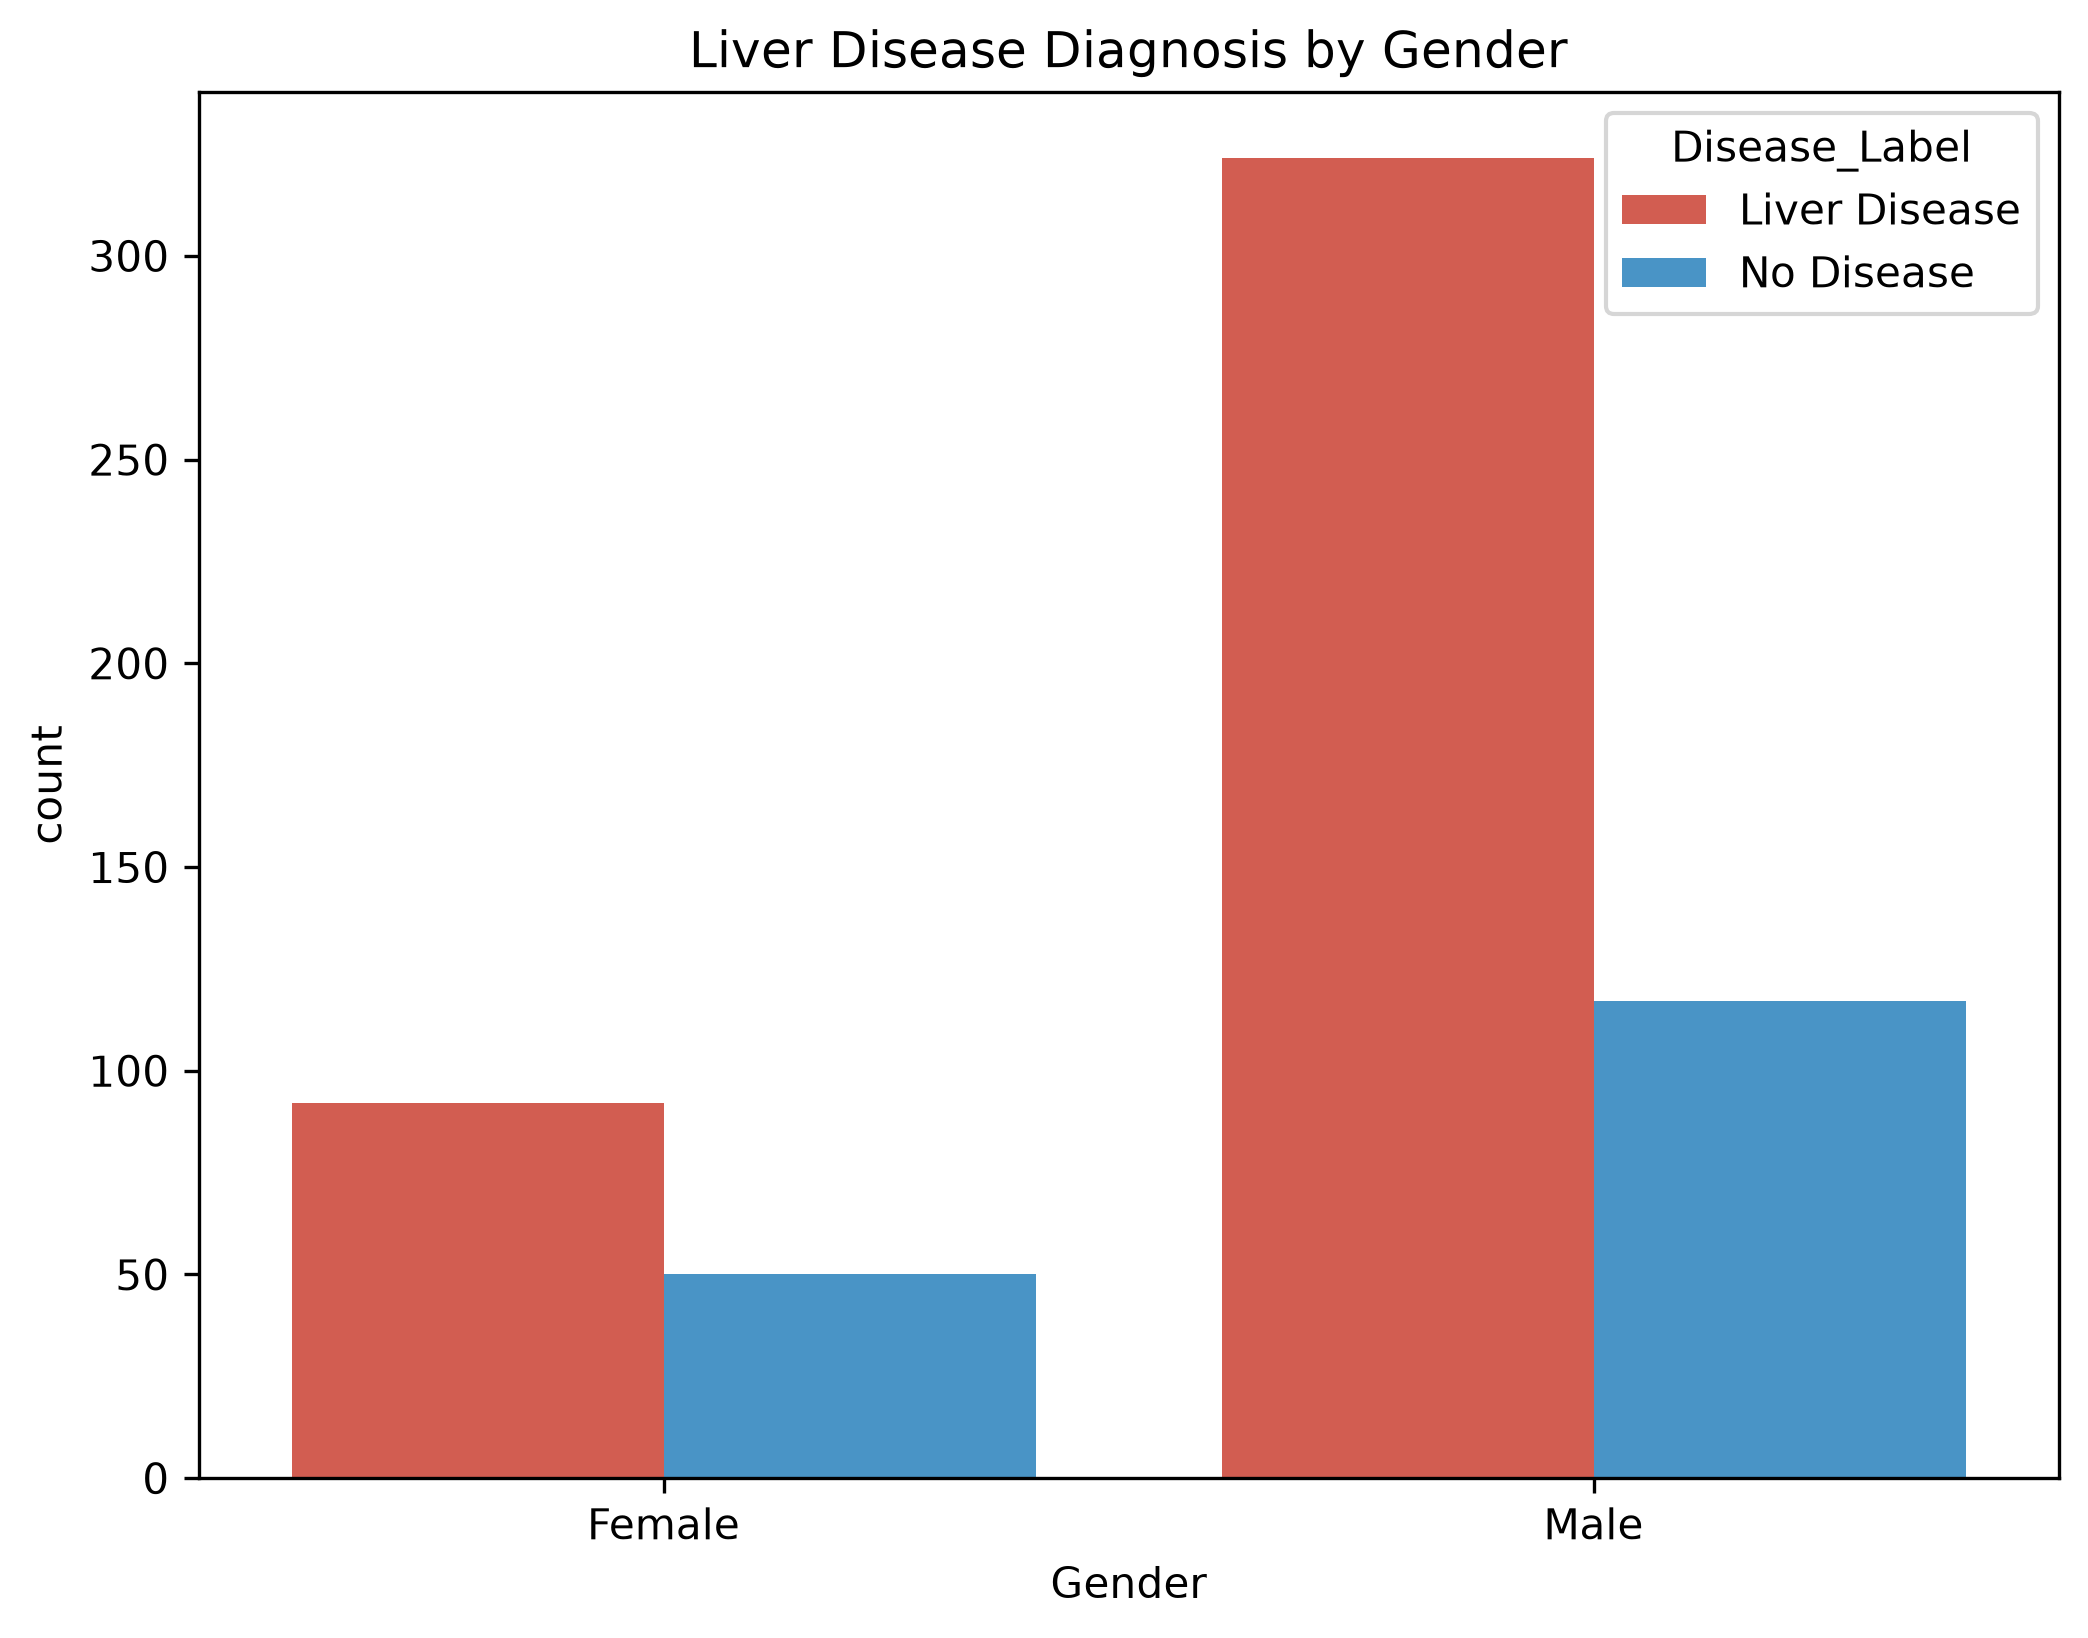 Liver Disease Diagnosis by Gender
Disease_Label
Liver Disease
No Disease
300
250
200
150
100
50
0
count
Female
Male
Gender